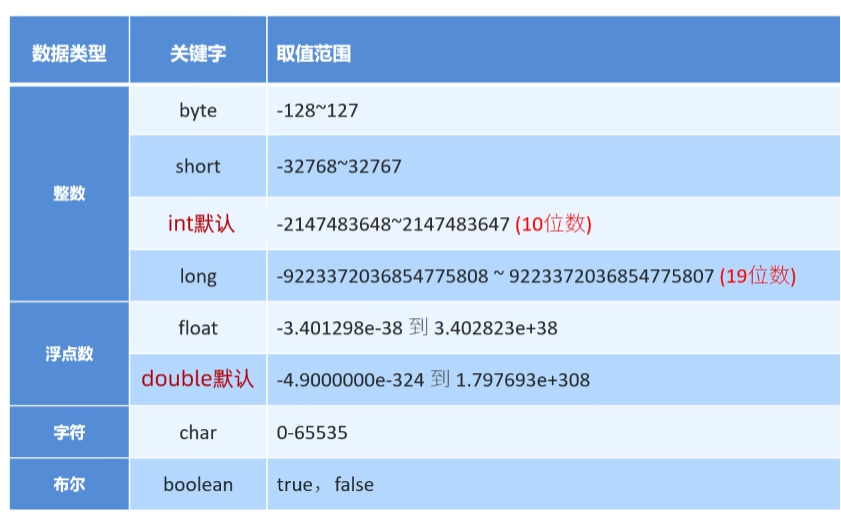 数据类型 关键字 取值范围
整数
byte -128~127
short -32768~32767
int默认 -2147483648~2147483647 (10位数)
long -9223372036854775808 ~ 9223372036854775807 (19位数)
浮点数
float -3.401298e-38 到 3.402823e+38
double默认 -4.9000000e-324 到 1.797693e+308
字符 char 0-65535
布尔 boolean true，false